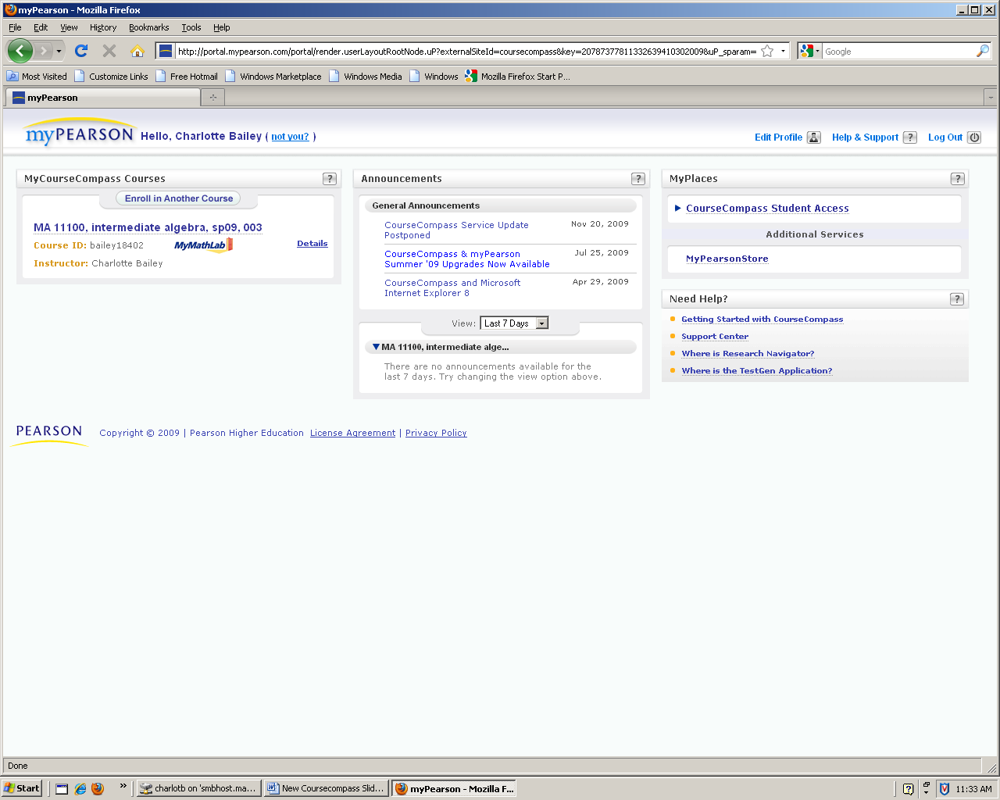 myPearson - Mozilla Firefox
File Edit View History Bookmarks Tools Help
http://portal.mypearson.com/portal/render.userLayoutRootNode.uP?externalSiteId=coursecompass&key=20787377811332639410302009&uP_sparam=
Google
Most Visited Customize Links Free Hotmail Windows Marketplace Windows Media Windows Mozilla Firefox Start P...
myPearson
myPEARSON Hello, Charlotte Bailey ( not you? )
Edit Profile Help & Support ? Log Out
MyCourseCompass Courses ?
Enroll in Another Course
MA 11100, intermediate algebra, sp09, 003
Course ID: bailey18402 MyMathLab Details
Instructor: Charlotte Bailey
Announcements ?
General Announcements
CourseCompass Service Update Nov 20, 2009
Postponed
CourseCompass & myPearson Jul 25, 2009
Summer '09 Upgrades Now Available
CourseCompass and Microsoft Apr 29, 2009
Internet Explorer 8
View: Last 7 Days
MA 11100, intermediate alge...
There are no announcements available for the
last 7 days. Try changing the view option above.
MyPlaces ?
CourseCompass Student Access
Additional Services
MyPearsonStore
Need Help? ?
Getting Started with CourseCompass
Support Center
Where is Research Navigator?
Where is the TestGen Application?
PEARSON Copyright © 2009 | Pearson Higher Education License Agreement | Privacy Policy
Done
Start » charlotb on 'smbhost.ma... New Coursecompass Slid... myPearson - Mozilla F... ? 11:33 AM